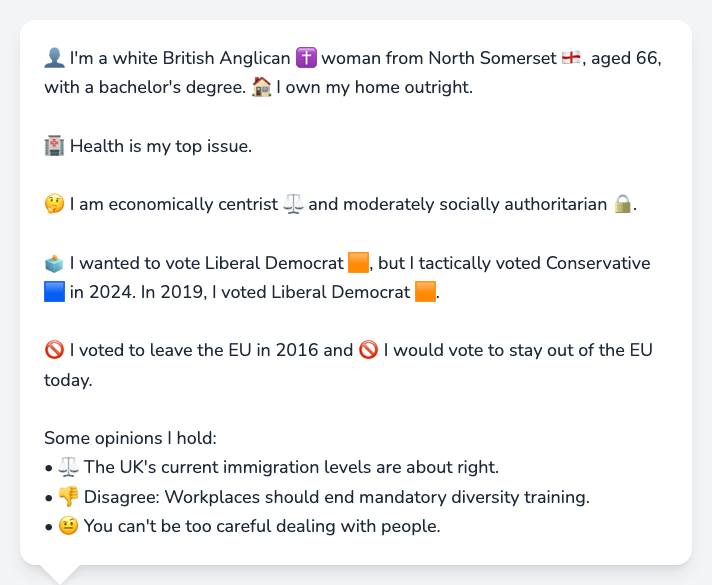 👤 I'm a white British Anglican ✝️ woman from North Somerset 🏴󠁧󠁢󠁥󠁮󠁧󠁿, aged 66,
with a bachelor's degree. 🏠 I own my home outright.
🏥 Health is my top issue.
🤔 I am economically centrist ⚖️ and moderately socially authoritarian 🔒.
🗳️ I wanted to vote Liberal Democrat 🟧, but I tactically voted Conservative
🟦 in 2024. In 2019, I voted Liberal Democrat 🟧.
🚫 I voted to leave the EU in 2016 and 🚫 I would vote to stay out of the EU
today.
Some opinions I hold:
• ⚖️ The UK's current immigration levels are about right.
• 👎 Disagree: Workplaces should end mandatory diversity training.
• 🤨 You can't be too careful dealing with people.